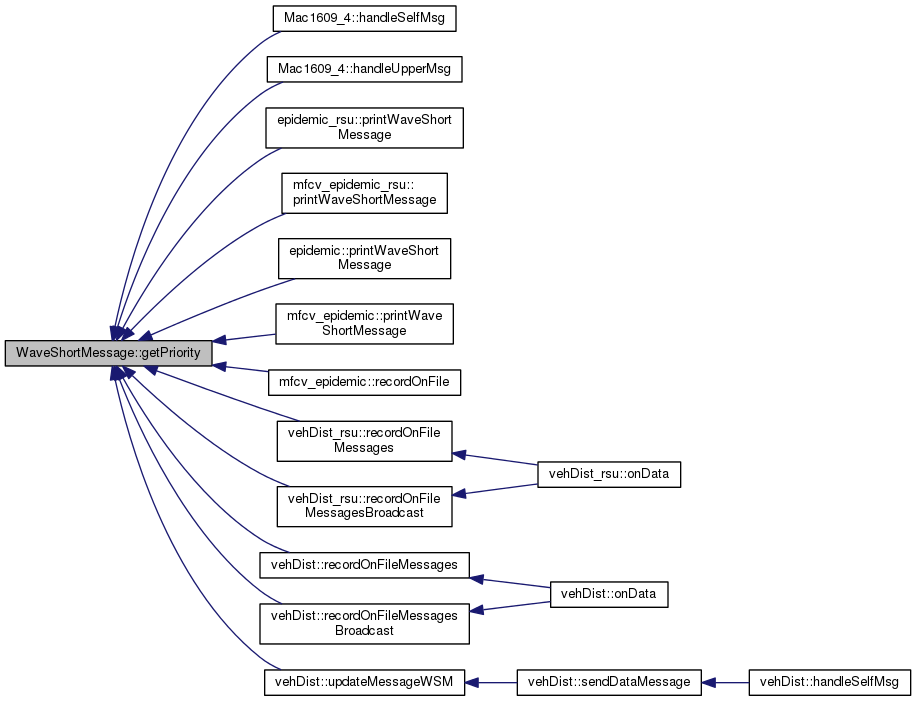 Mac1609_4::handleSelfMsg
Mac1609_4::handleUpperMsg
epidemic_rsu::printWaveShort
Message
mfcv_epidemic_rsu::
printWaveShortMessage
epidemic::printWaveShort
Message
mfcv_epidemic::printWave
ShortMessage
WaveShortMessage::getPriority
mfcv_epidemic::recordOnFile
vehDist_rsu::recordOnFile
Messages
vehDist_rsu::onData
vehDist_rsu::recordOnFile
MessagesBroadcast
vehDist::recordOnFileMessages
vehDist::onData
vehDist::recordOnFileMessages
Broadcast
vehDist::updateMessageWSM
vehDist::sendDataMessage
vehDist::handleSelfMsg